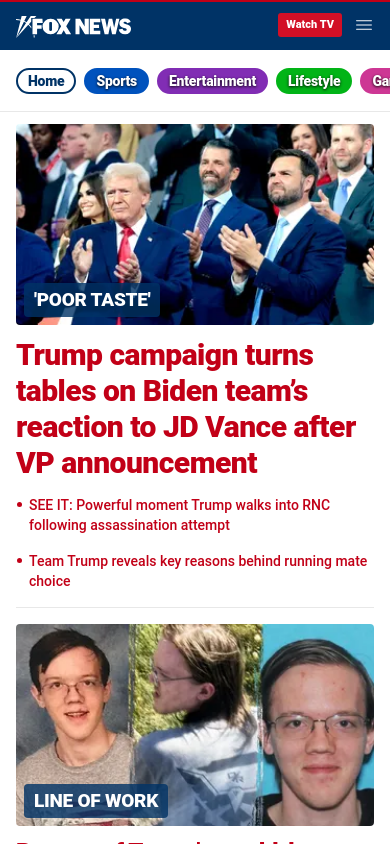 FOX NEWS
Watch TV
Home
Sports
Entertainment
Lifestyle
'POOR TASTE'
Trump campaign turns
tables on Biden team's
reaction to JD Vance after
VP announcement
• SEE IT: Powerful moment Trump walks into RNC
following assassination attempt
• Team Trump reveals key reasons behind running mate
choice
LINE OF WORK